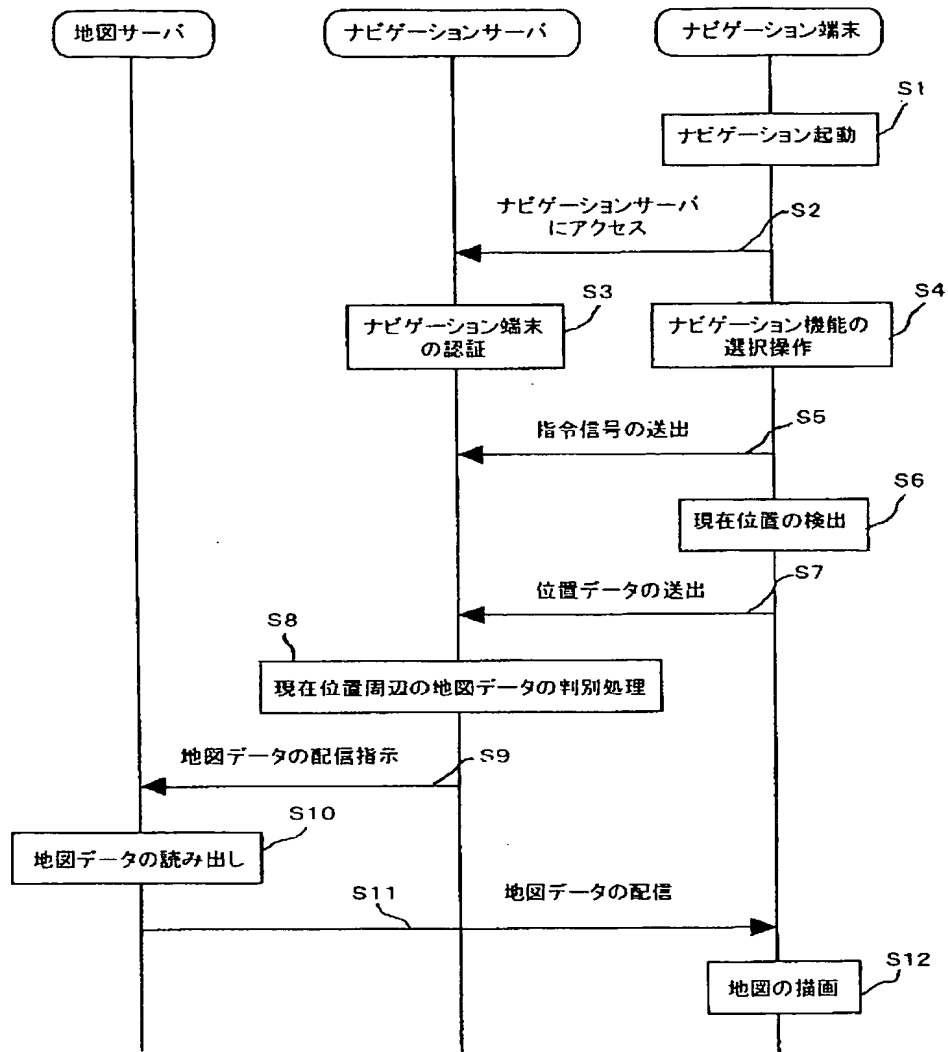 地図サーバ
ナビゲーションサーバ
ナビゲーション端末
S1
ナビゲーション起動
ナビゲーションサーバ
にアクセス
S2
S3
ナビゲーション端末
の認証
S4
ナビゲーション機能の
選択操作
指令信号の送出
S5
S6
現在位置の検出
位置データの送出
S7
S8
現在位置周辺の地図データの判別処理
地図データの配信指示
S9
S10
地図データの読み出し
S11
地図データの配信
S12
地図の描画